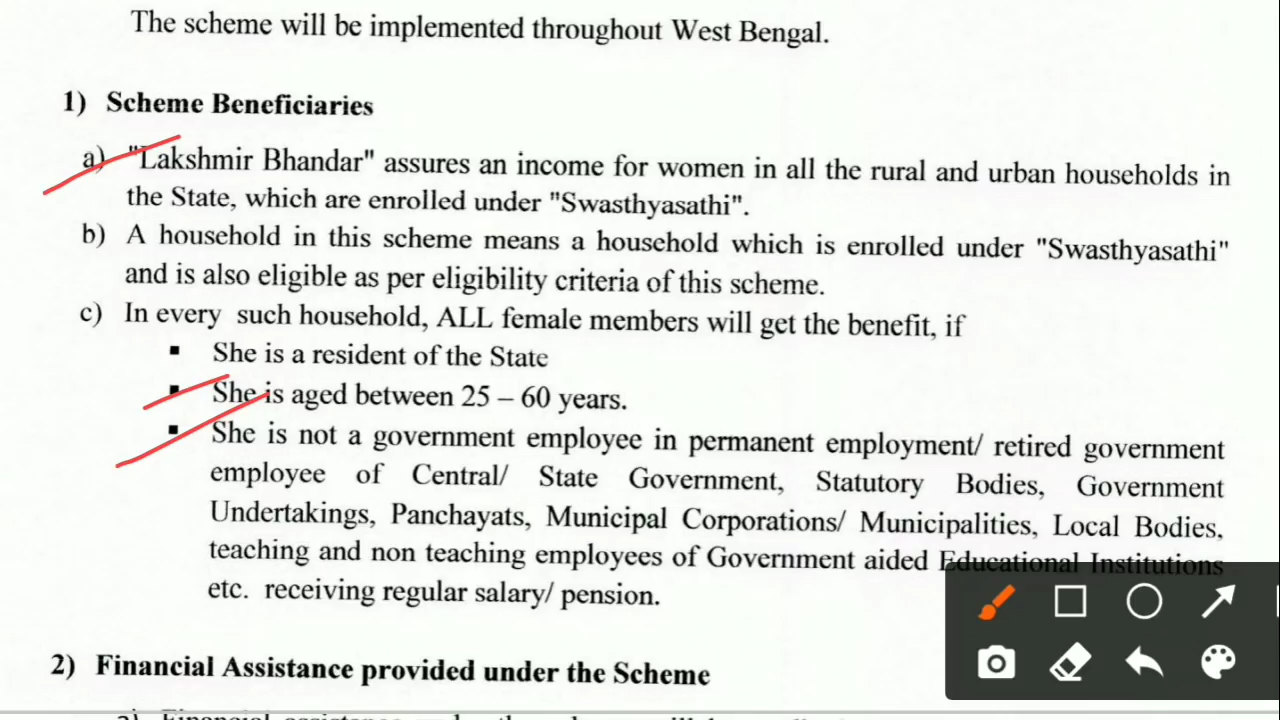 The scheme will be implemented throughout West Bengal.
1) Scheme Beneficiaries
a) "Lakshmir Bhandar" assures an income for women in all the rural and urban households in
the State, which are enrolled under "Swasthyasathi".
b) A household in this scheme means a household which is enrolled under "Swasthyasathi"
and is also eligible as per eligibility criteria of this scheme.
c) In every such household, ALL female members will get the benefit, if
▪ She is a resident of the State
▪ She is aged between 25 – 60 years.
▪ She is not a government employee in permanent employment/ retired government
employee of Central/ State Government, Statutory Bodies, Government
Undertakings, Panchayats, Municipal Corporations/ Municipalities, Local Bodies,
teaching and non teaching employees of Government aided Educational Institutions
etc. receiving regular salary/ pension.
2) Financial Assistance provided under the Scheme